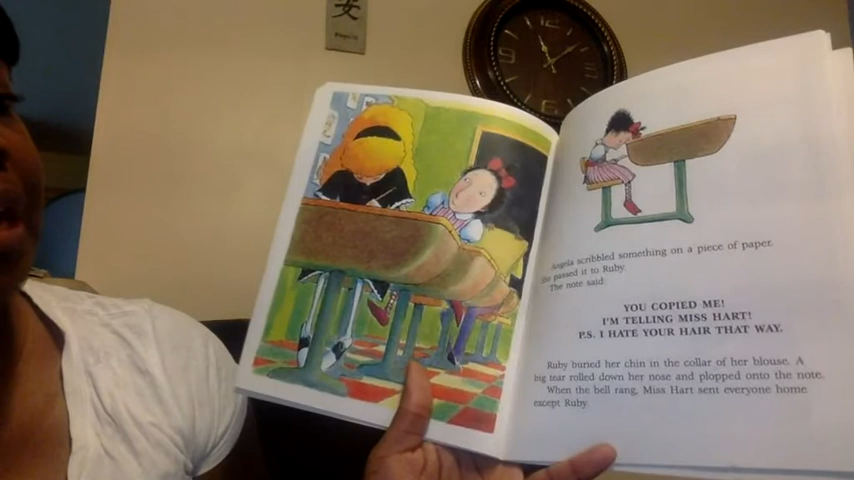 安
12
Angela scribbled something on a piece of paper.
She passed it to Ruby.
The note said:
YOU COPIED ME!
I'M TELLING MISS HART!
P.S. I HATE YOUR HAIR THAT WAY.
Ruby buried her chin in the collar of her blouse. A
big tear rolled down her nose and plopped onto the note.
When the bell rang, Miss Hart sent everyone home
except Ruby.